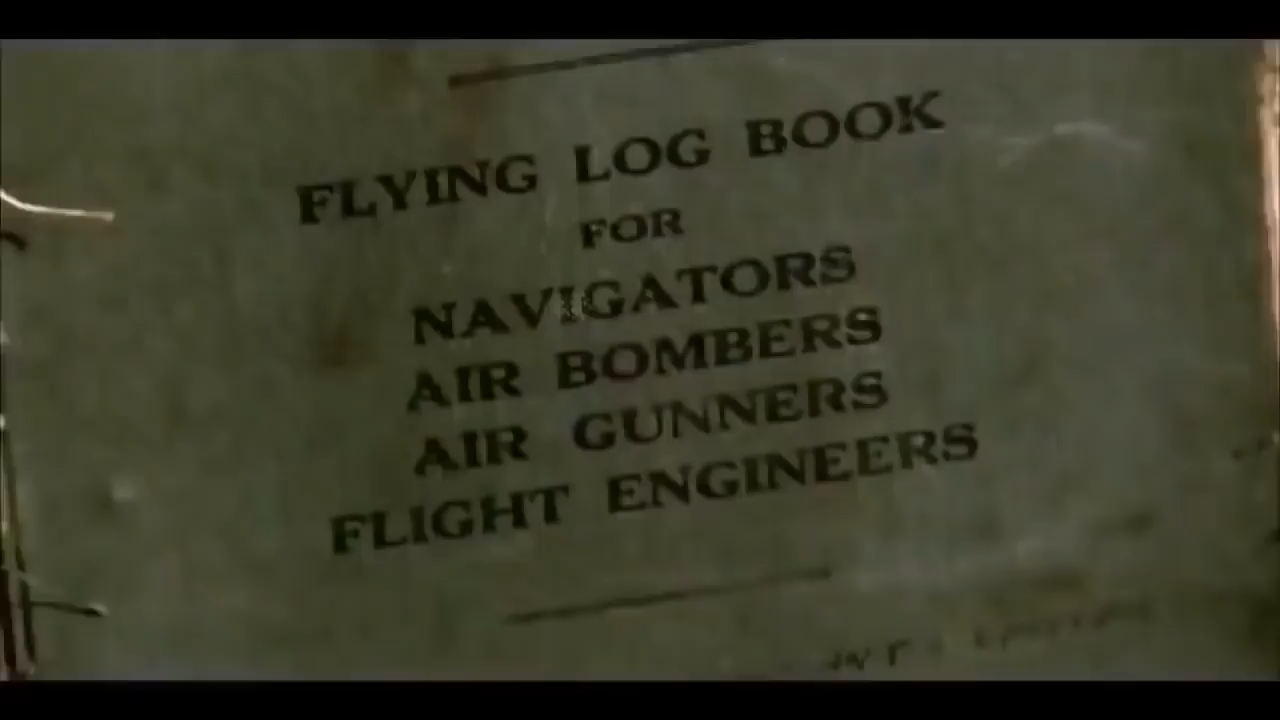 FLYING LOG BOOK
FOR
NAVIGATORS
AIR BOMBERS
AIR GUNNERS
FLIGHT ENGINEERS